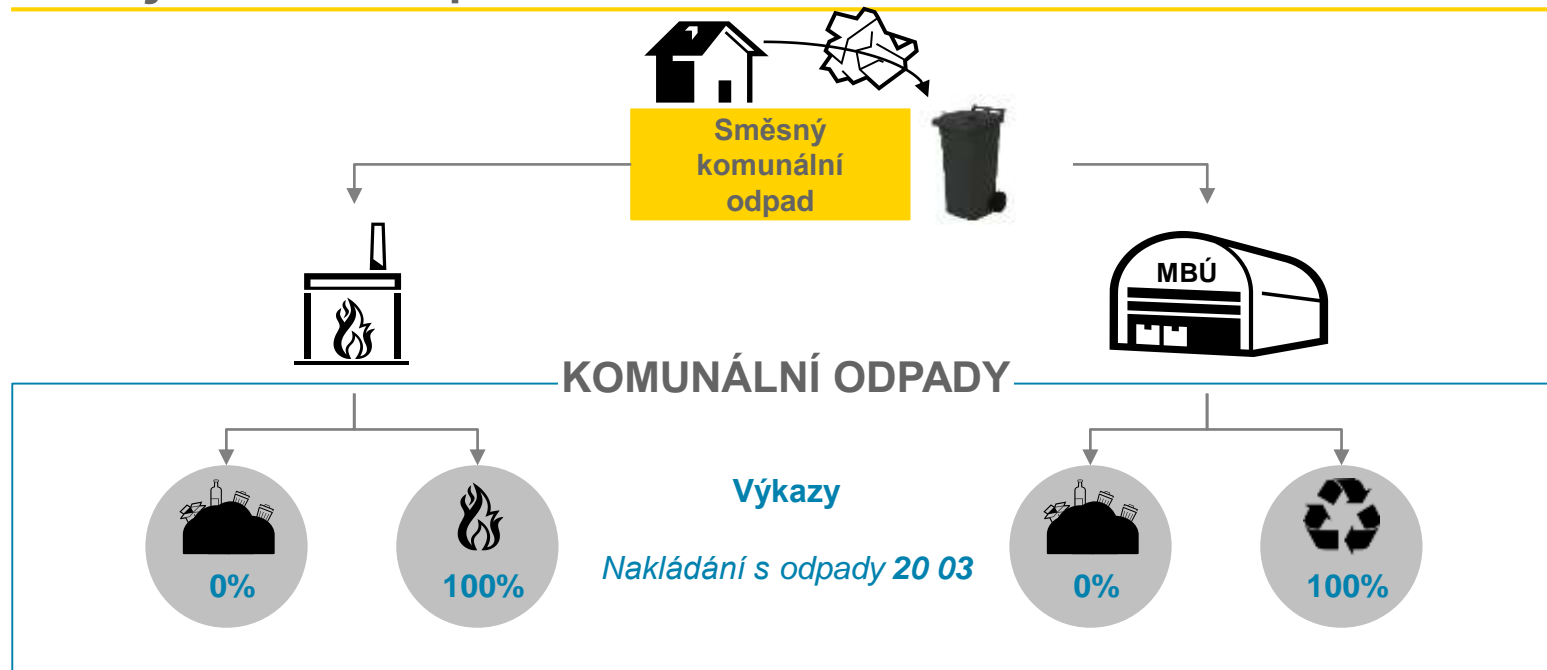 Směsný
komunální
odpad
MBÚ
KOMUNÁLNÍ ODPADY
Výkazy
Nakládání s odpady 20 03
0%
100%
0%
100%